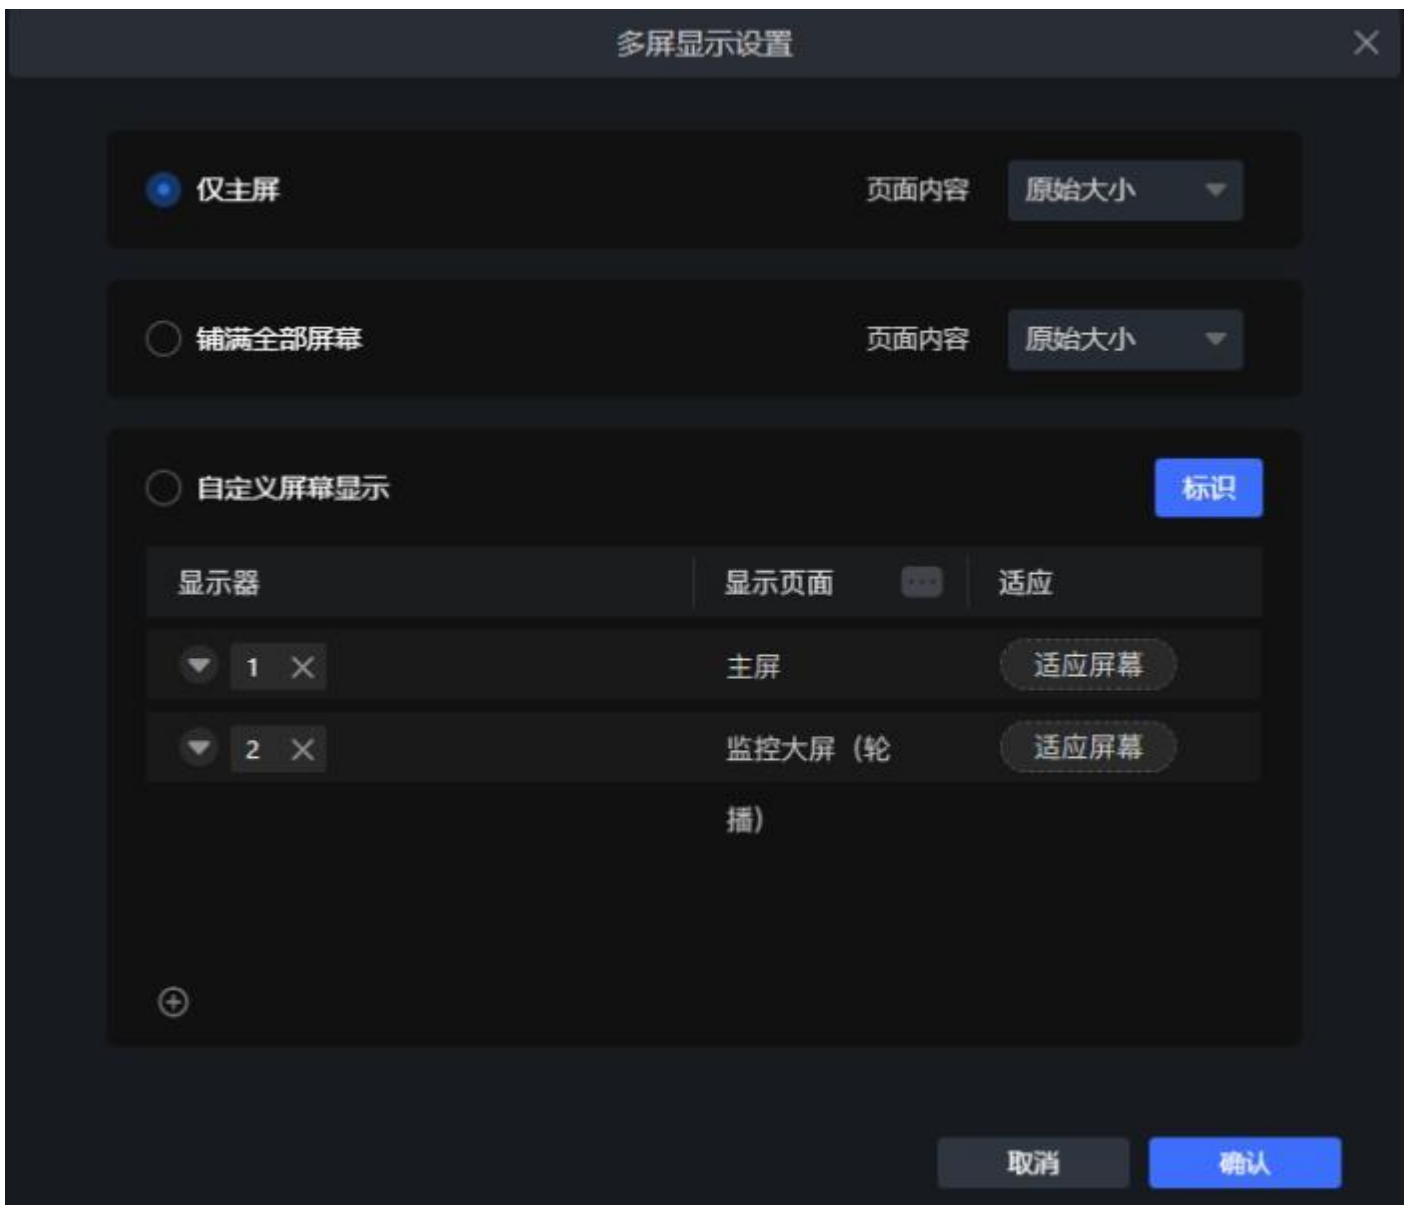 多屏显示设置
仅主屏 页面内容 原始大小
铺满全部屏幕 页面内容 原始大小
自定义屏幕显示 标识
显示器 显示页面 适应
1 主屏 适应屏幕
2 监控大屏（轮 适应屏幕
播）
取消 确认